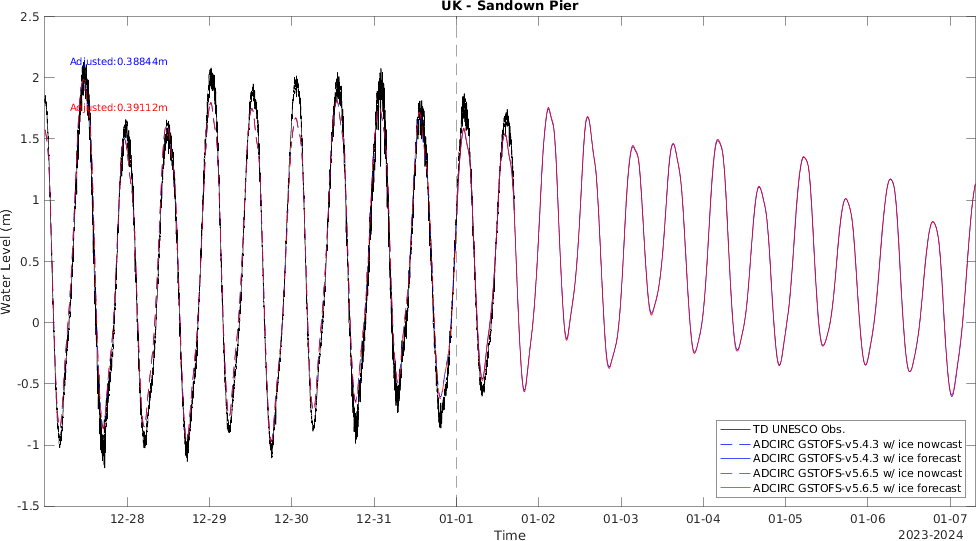 UK - Sandown Pier
2.5
2
1.5
1
0.5
0
-0.5
-1
-1.5
Water Level (m)
Adjusted:0.38844m
Adjusted:0.39112m
TD UNESCO Obs.
ADCIRC GSTOFS-v5.4.3 w/ ice nowcast
ADCIRC GSTOFS-v5.4.3 w/ ice forecast
ADCIRC GSTOFS-v5.6.5 w/ ice nowcast
ADCIRC GSTOFS-v5.6.5 w/ ice forecast
12-28 12-29 12-30 12-31 01-01 01-02 01-03 01-04 01-05 01-06 01-07
Time
2023-2024